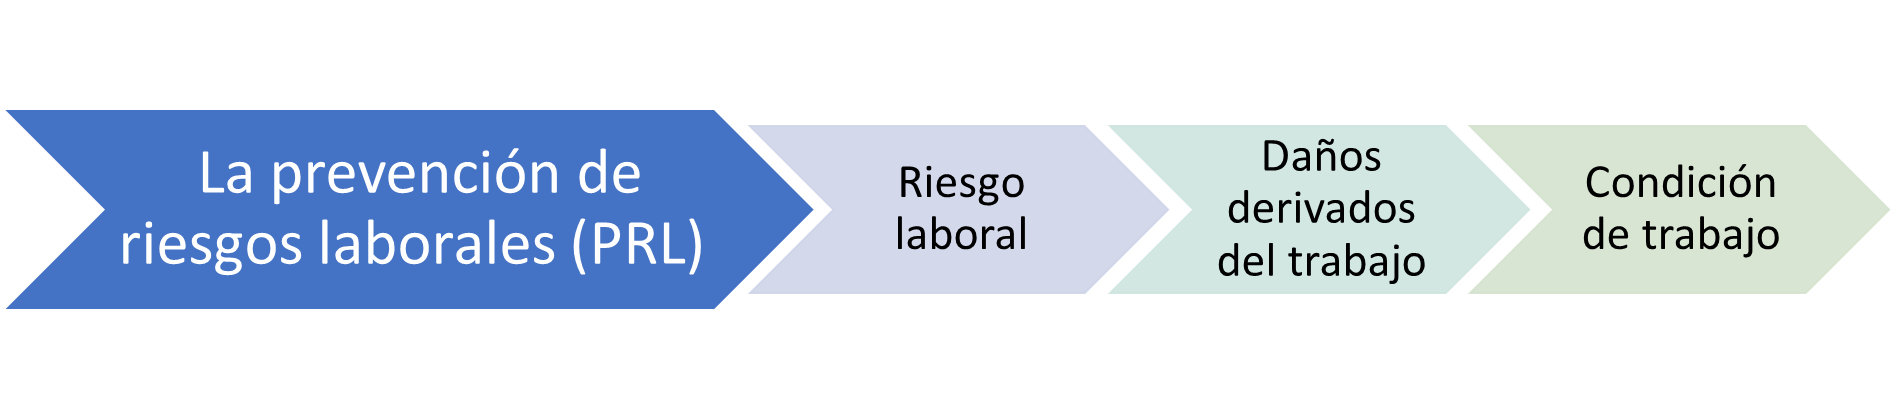 La prevención de
riesgos laborales (PRL)
Riesgo
laboral
Daños
derivados
del trabajo
Condición
de trabajo